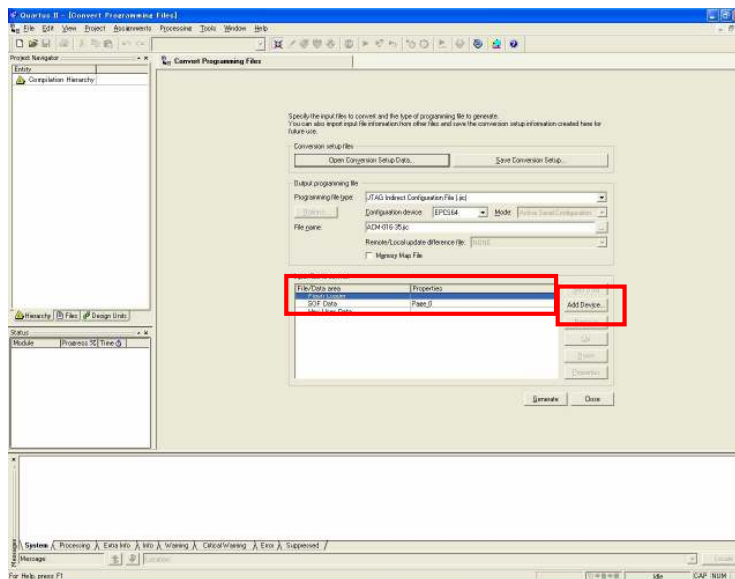 Quartus II - [Convert Programming Files]
File Edit View Project Assignments Processing Tools Window Help
Project Navigator
Entity
Compilation Hierarchy
Hierarchy Files Design Units
Status
Module Progress % Time
Convert Programming Files
Specify the input files to convert and the type of programming file to generate.
You can also import input file information from other files and save the conversion setup information created here for
future use.
Conversion setup files
Open Conversion Setup Data... Save Conversion Setup...
Output programming file
Programming file type: JTAG Indirect Configuration File (.jic)
Options... Configuration device: EPCS64 Mode: Active Serial Configuration
File name: ACM-016-35.jic ...
Remote/Local update difference file: NONE
Memory Map File
File/Data area Properties
Flash Loader
SOF Data Page_0
Add Device...
Properties
Generate Close
System Processing Extra Info Info Warning Critical Warning Error Suppressed
Messages
Message Location: Locate
For Help, press F1 Idle CAP NUM